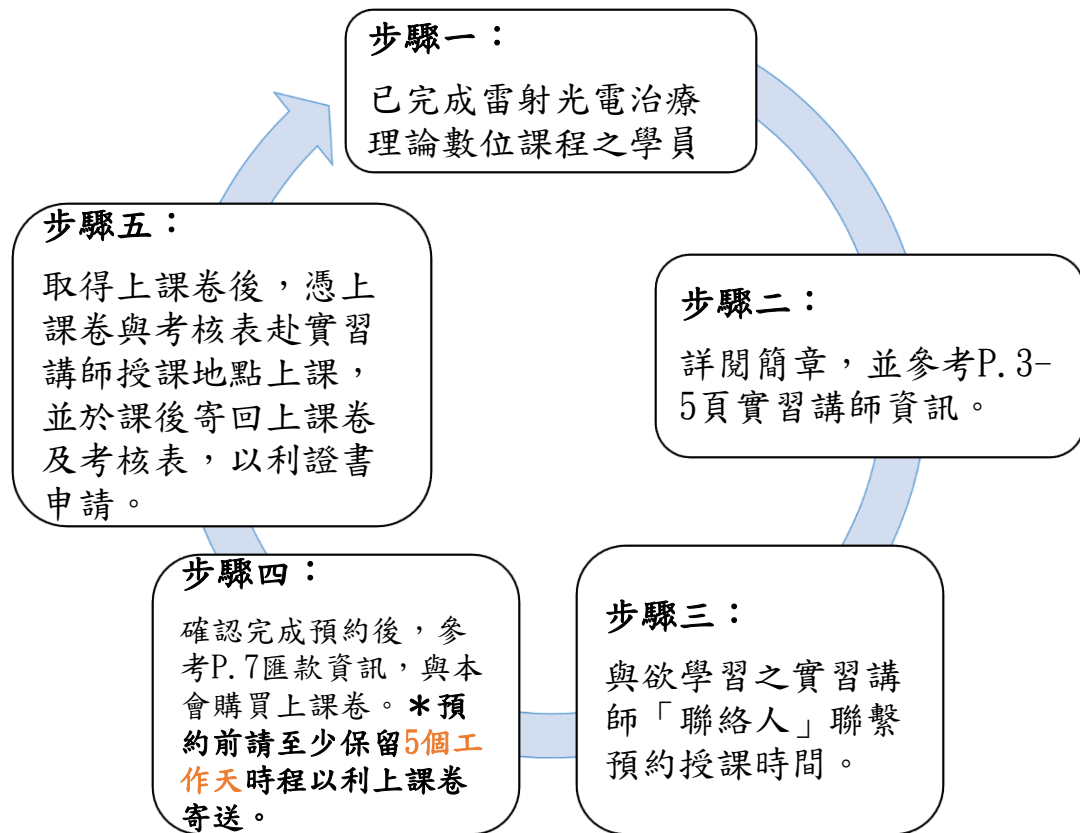 步驟一：
已完成雷射光電治療
理論數位課程之學員
步驟二：
詳閱簡章，並參考P.3-
5頁實習講師資訊。
步驟三：
與欲學習之實習講
師「聯絡人」聯繫
預約授課時間。
步驟四：
確認完成預約後，參
考P.7匯款資訊，與本
會購買上課卷。＊預
約前請至少保留5個工
作天時程以利上課卷
寄送。
步驟五：
取得上課卷後，憑上
課卷與考核表赴實習
講師授課地點上課，
並於課後寄回上課卷
及考核表，以利證書
申請。